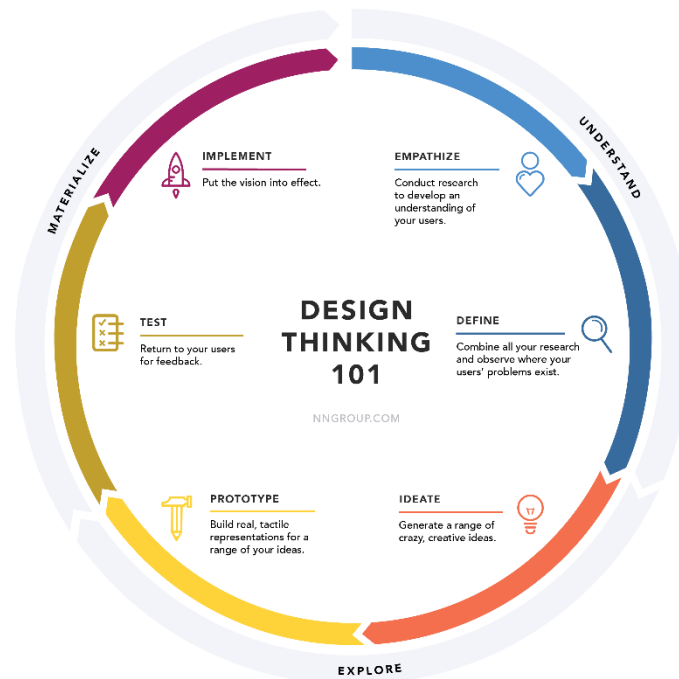 DESIGN
THINKING
101
NNGROUP.COM
UNDERSTAND
EMPATHIZE
Conduct research
to develop an
understanding of
your users.
DEFINE
Combine all your research
and observe where your
users' problems exist.
EXPLORE
IDEATE
Generate a range of
crazy, creative ideas.
PROTOTYPE
Build real, tactile
representations for a
range of your ideas.
MATERIALIZE
TEST
Return to your users
for feedback.
IMPLEMENT
Put the vision into effect.